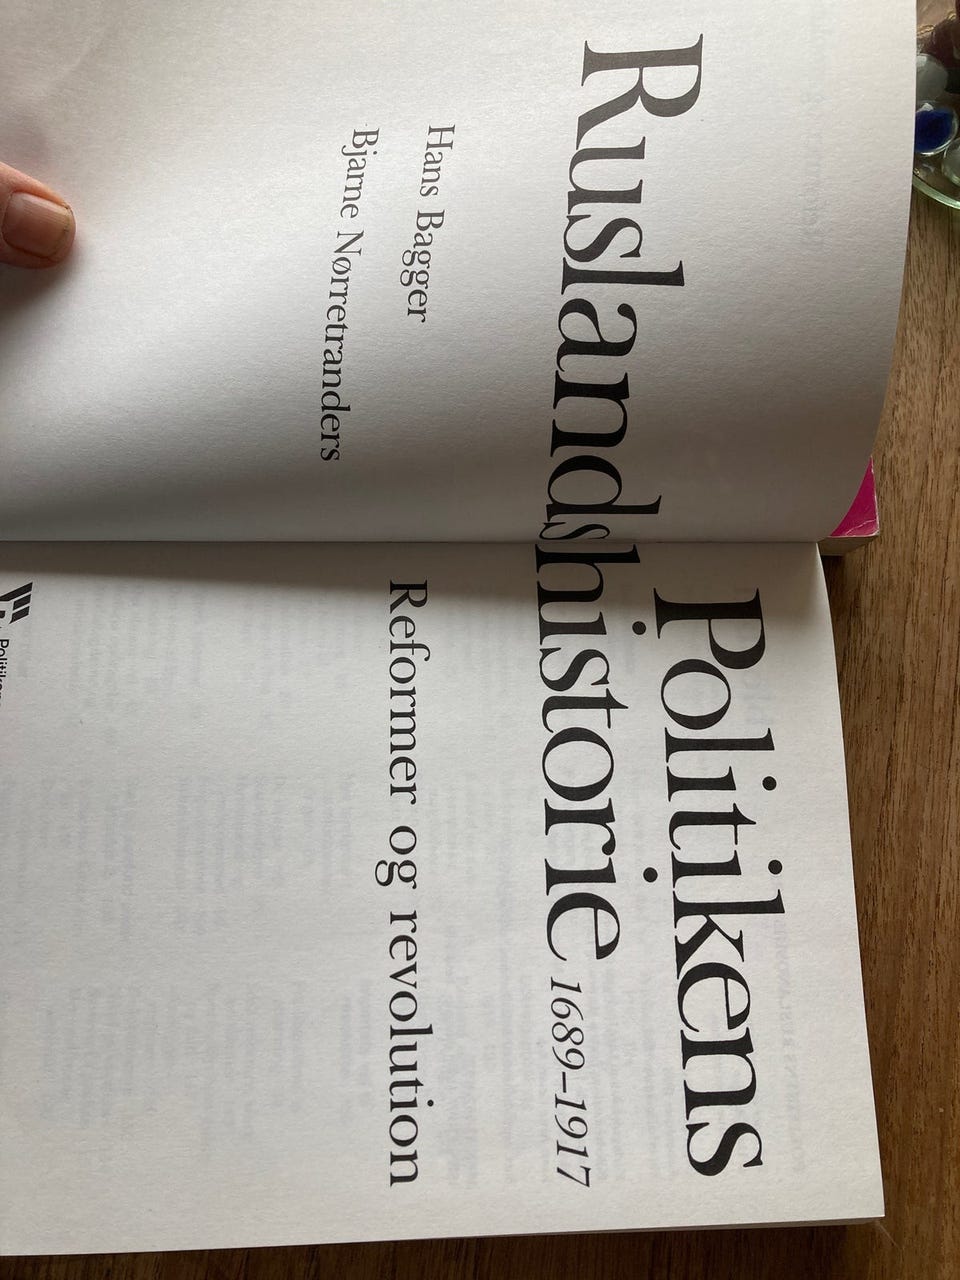 Politikens
Ruslandshistorie 1689–1917
Hans Bagger
Bjarne Nørretranders
Reformer og revolution